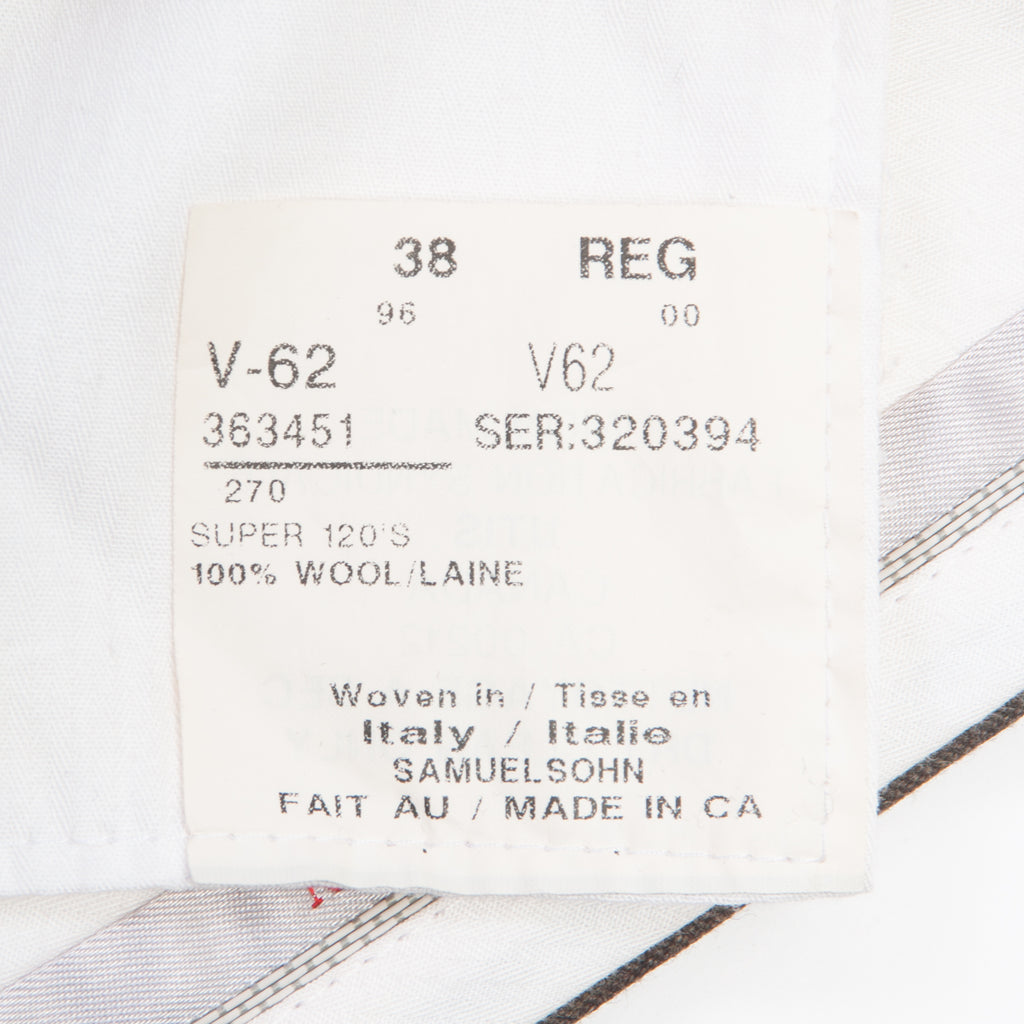 38 REG
96 00
V-62 V62
363451 SER:320394
270
SUPER 120'S
100% WOOL/LAINE
Woven in / Tisse en
Italy / Italie
SAMUELSOHN
FAIT AU / MADE IN CA